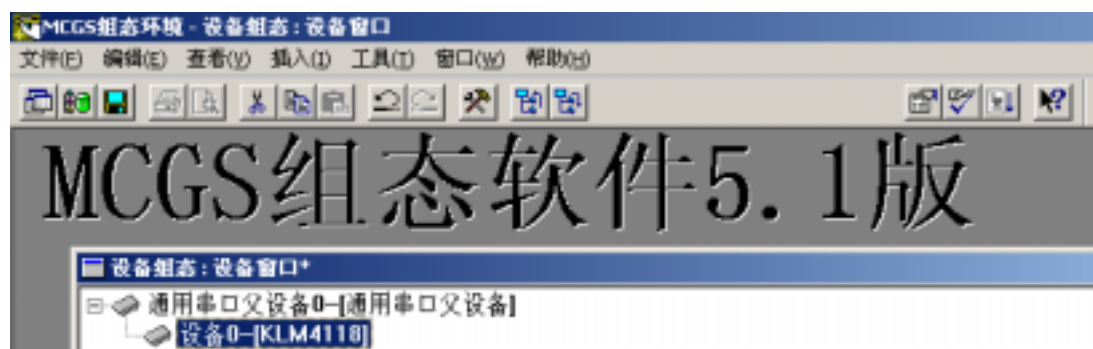 MCGS组态环境 - 设备组态 : 设备窗口
文件(F) 编辑(E) 查看(V) 插入(I) 工具(T) 窗口(W) 帮助(H)
MCGS组态软件5.1版
设备组态 : 设备窗口*
通用串口父设备0--[通用串口父设备]
设备0--[KLM4118]